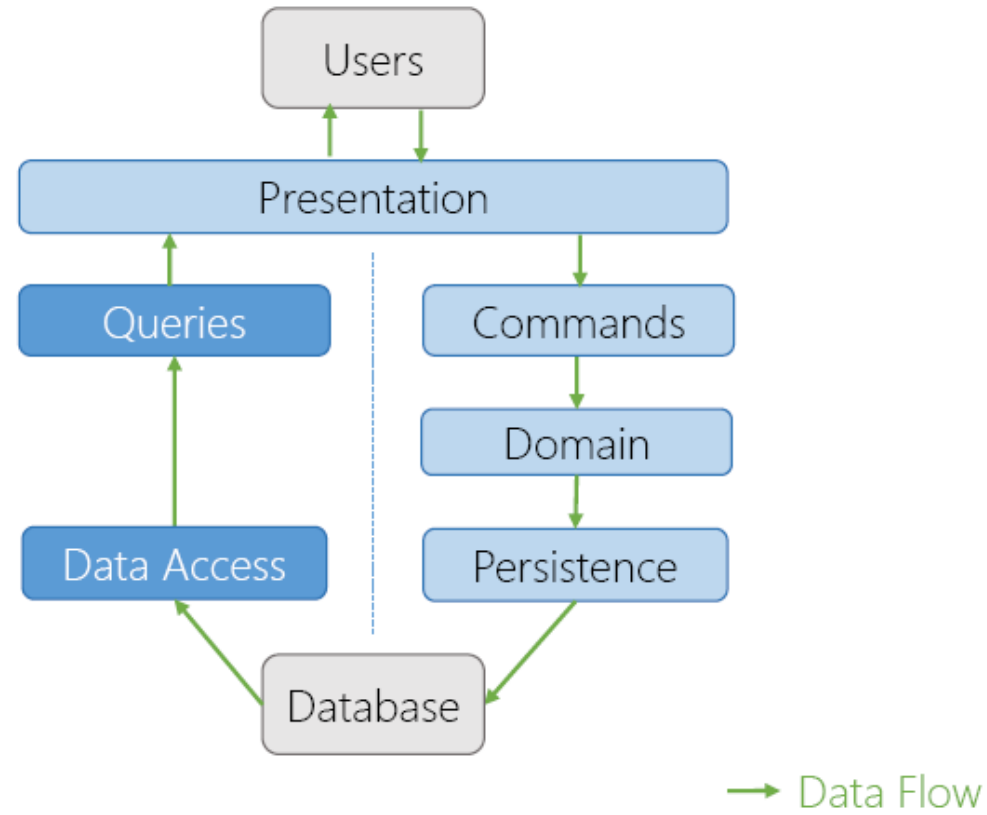 Users
Presentation
Queries
Commands
Domain
Data Access
Persistence
Database
Data Flow